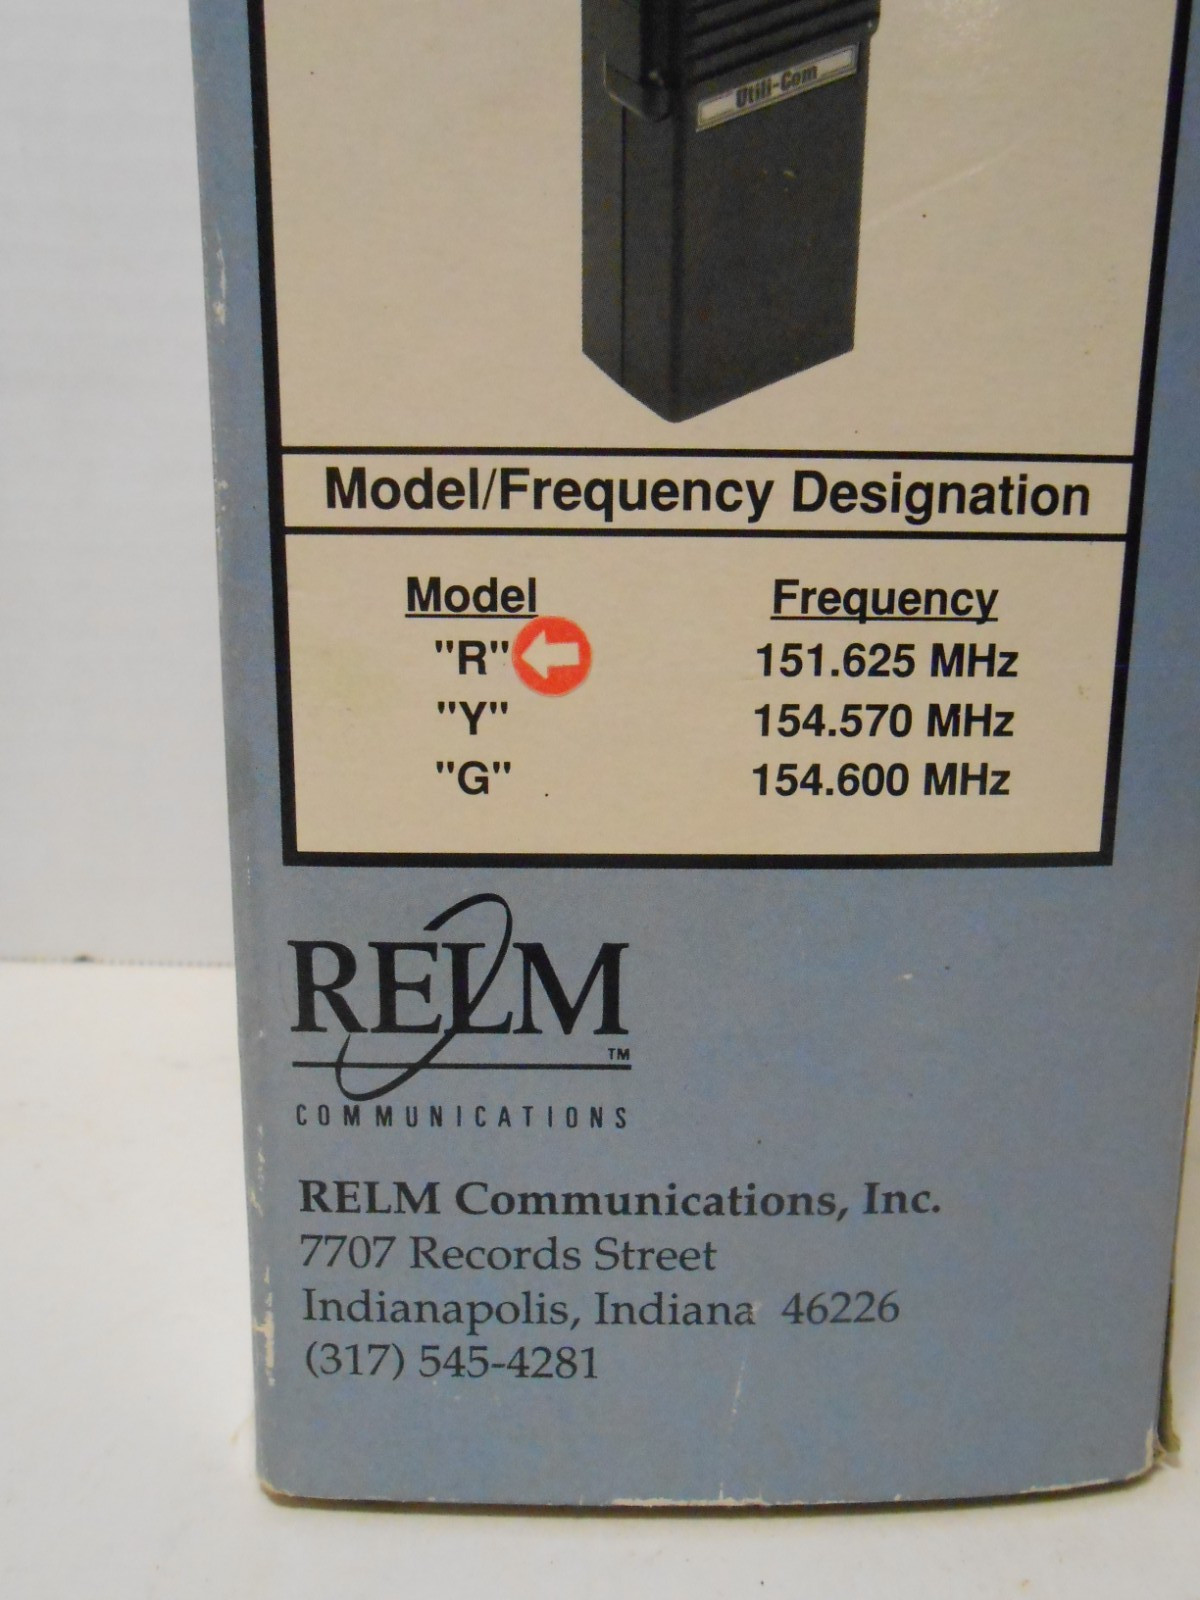 Utili-Com
Model/Frequency Designation
Model Frequency
"R" 151.625 MHz
"Y" 154.570 MHz
"G" 154.600 MHz
RELM
TM
COMMUNICATIONS
RELM Communications, Inc.
7707 Records Street
Indianapolis, Indiana 46226
(317) 545-4281